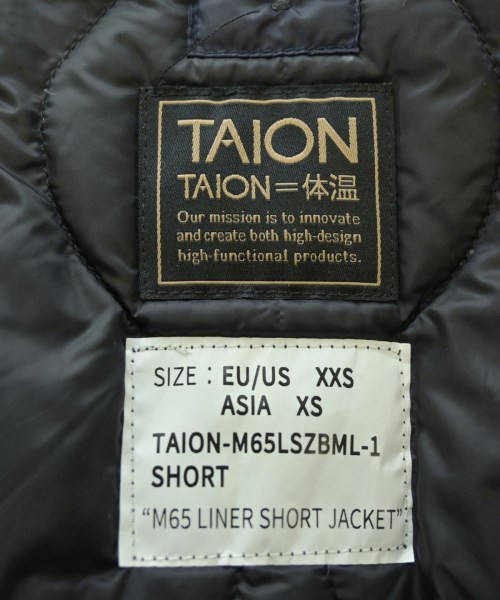 TAION
TAION=体温
Our mission is to innovate
and create both high-design
high-functional products.
SIZE : EU/US XXS
ASIA XS
TAION-M65LSZBML-1
SHORT
“M65 LINER SHORT JACKET”